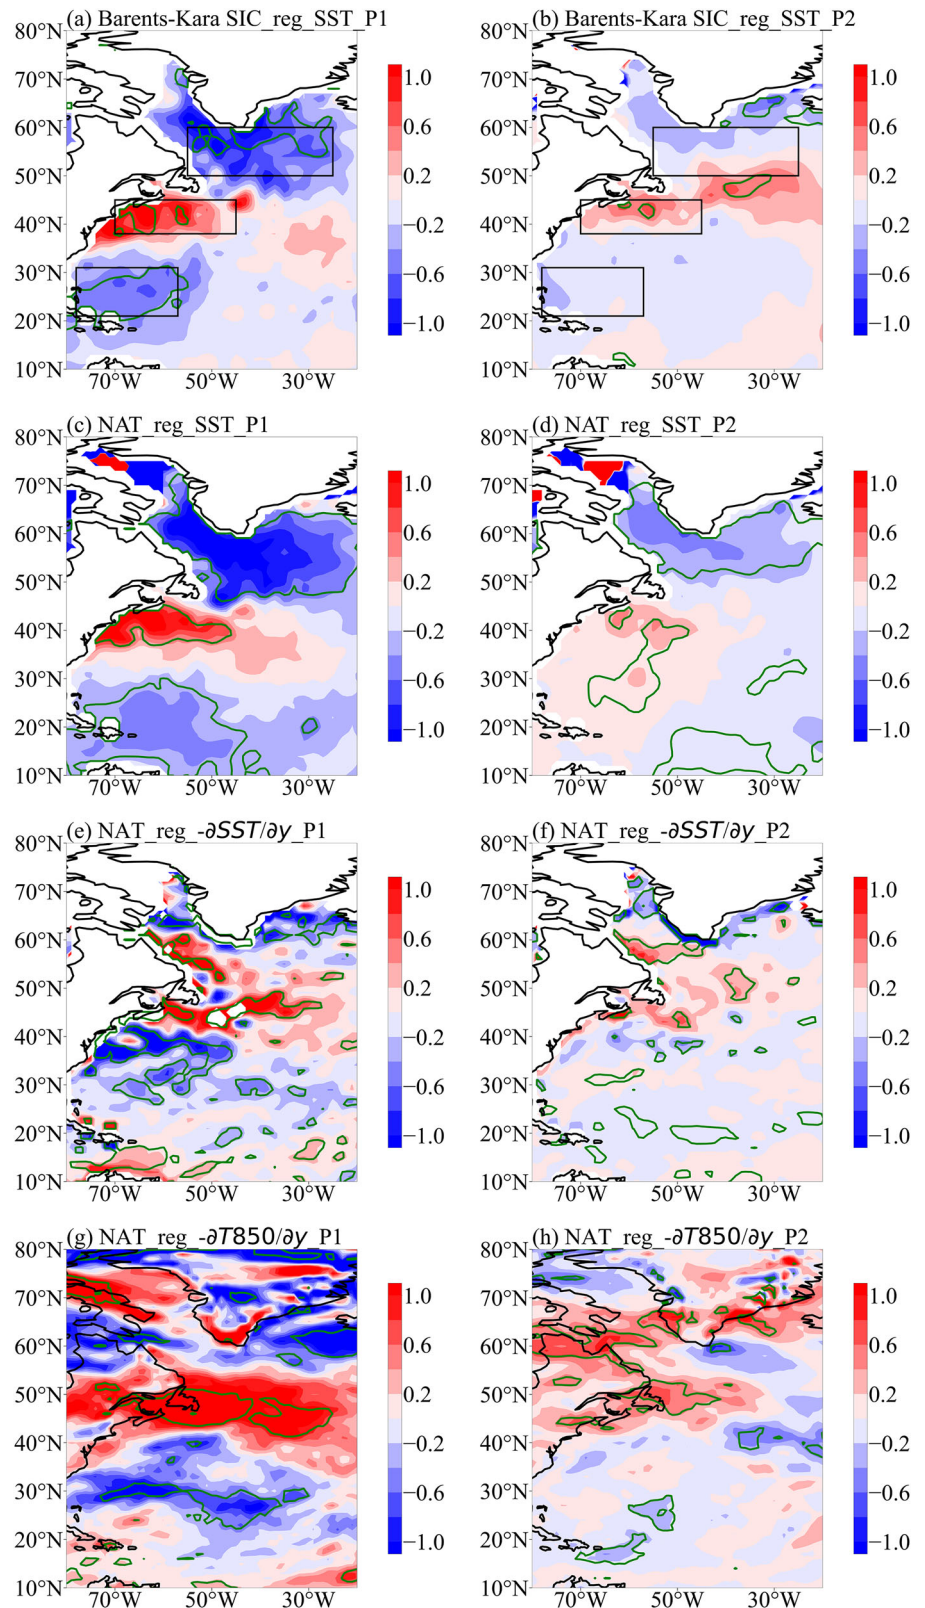 (a) Barents-Kara SIC_reg_SST_P1
80°N
70°N
60°N
50°N
40°N
30°N
20°N
10°N
70°W
50°W
30°W
1.0
0.6
0.2
−0.2
−0.6
−1.0
(b) Barents-Kara SIC_reg_SST_P2
80°N
70°N
60°N
50°N
40°N
30°N
20°N
10°N
70°W
50°W
30°W
1.0
0.6
0.2
−0.2
−0.6
−1.0
(c) NAT_reg_SST_P1
80°N
70°N
60°N
50°N
40°N
30°N
20°N
10°N
70°W
50°W
30°W
1.0
0.6
0.2
−0.2
−0.6
−1.0
(d) NAT_reg_SST_P2
80°N
70°N
60°N
50°N
40°N
30°N
20°N
10°N
70°W
50°W
30°W
1.0
0.6
0.2
−0.2
−0.6
−1.0
(e) NAT_reg_-∂SST/∂y_P1
80°N
70°N
60°N
50°N
40°N
30°N
20°N
10°N
70°W
50°W
30°W
1.0
0.6
0.2
−0.2
−0.6
−1.0
(f) NAT_reg_-∂SST/∂y_P2
80°N
70°N
60°N
50°N
40°N
30°N
20°N
10°N
70°W
50°W
30°W
1.0
0.6
0.2
−0.2
−0.6
−1.0
(g) NAT_reg_-∂T850/∂y_P1
80°N
70°N
60°N
50°N
40°N
30°N
20°N
10°N
70°W
50°W
30°W
1.0
0.6
0.2
−0.2
−0.6
−1.0
(h) NAT_reg_-∂T850/∂y_P2
80°N
70°N
60°N
50°N
40°N
30°N
20°N
10°N
70°W
50°W
30°W
1.0
0.6
0.2
−0.2
−0.6
−1.0